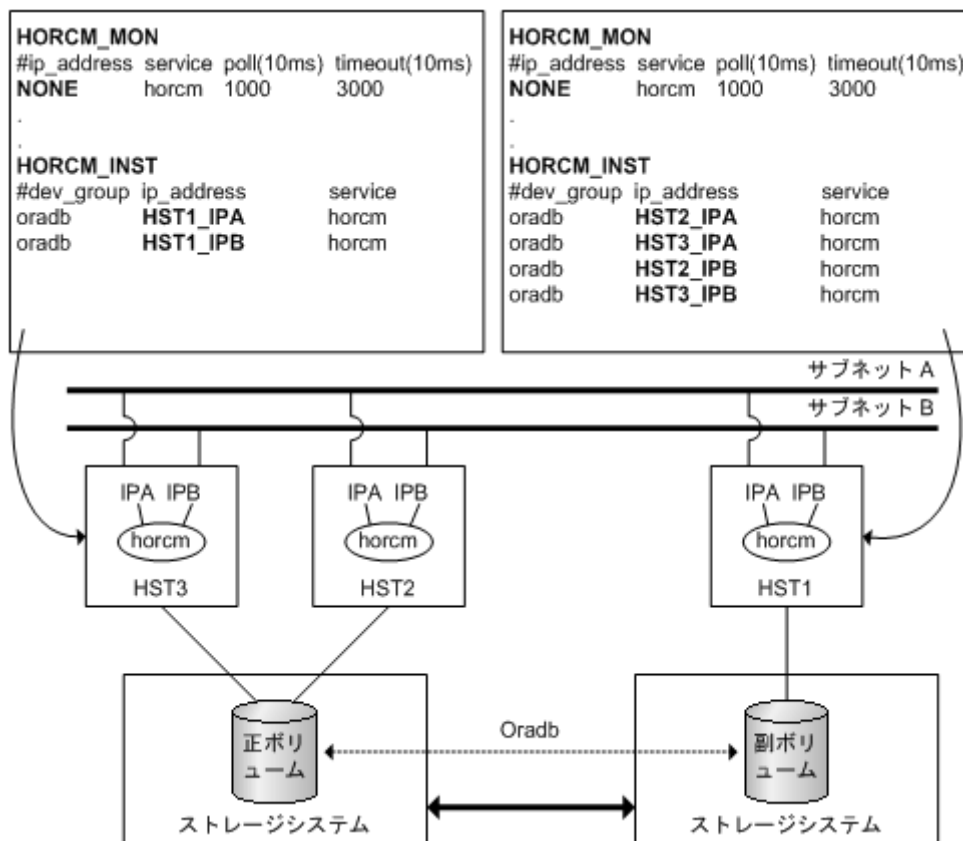 HORCM_MON
#ip_address service poll(10ms) timeout(10ms)
NONE horcm 1000 3000
.
.
HORCM_INST
#dev_group ip_address service
oradb HST1_IPA horcm
oradb HST1_IPB horcm
HORCM_MON
#ip_address service poll(10ms) timeout(10ms)
NONE horcm 1000 3000
.
.
HORCM_INST
#dev_group ip_address service
oradb HST2_IPA horcm
oradb HST3_IPA horcm
oradb HST2_IPB horcm
oradb HST3_IPB horcm
サブネット A
サブネット B
IPA IPB
horcm
HST3
IPA IPB
horcm
HST2
IPA IPB
horcm
HST1
正ボリ
ューム
ストレージシステム
Oradb
副ボリ
ューム
ストレージシステム